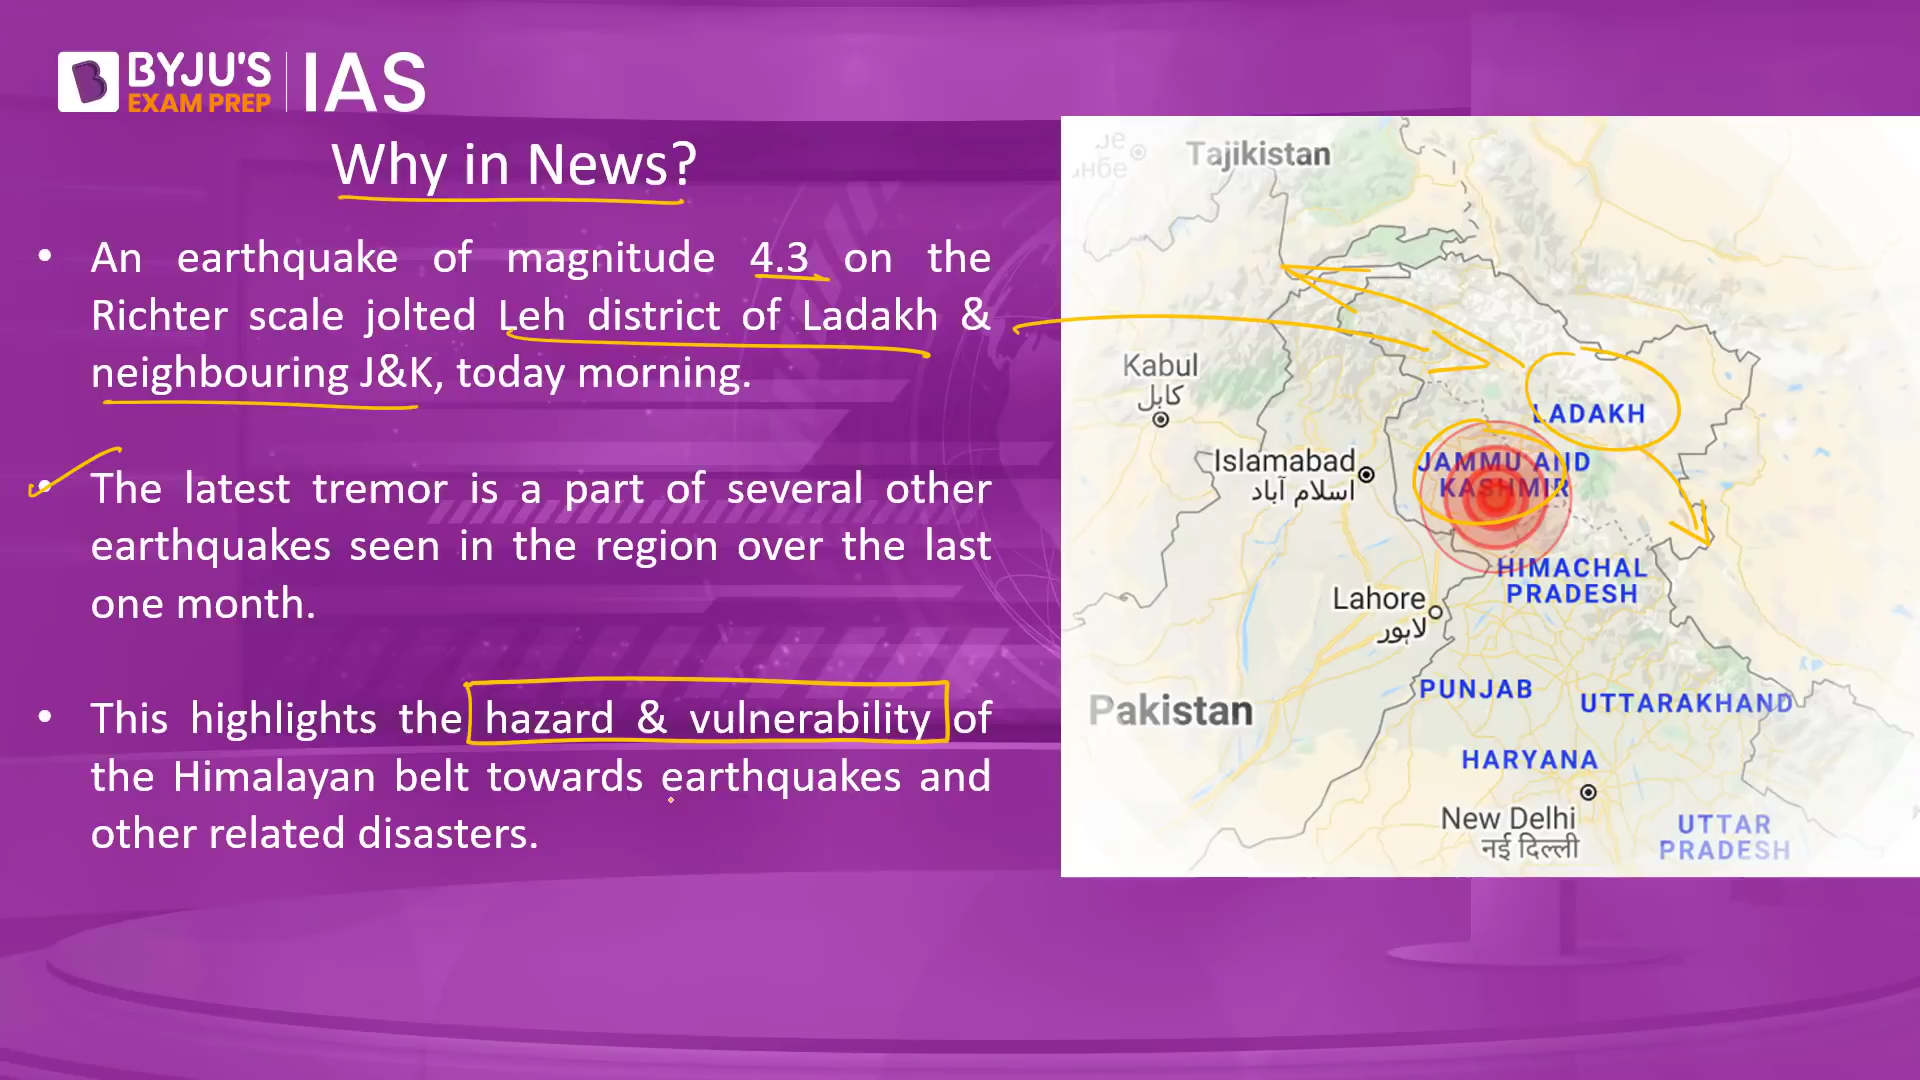 BYJU'S
EXAM PREP
IAS
Why in News?
• An earthquake of magnitude 4.3 on the
Richter scale jolted Leh district of Ladakh &
neighbouring J&K, today morning.
• The latest tremor is a part of several other
earthquakes seen in the region over the last
one month.
• This highlights the hazard & vulnerability of
the Himalayan belt towards earthquakes and
other related disasters.
Tajikistan
Kabul
کابل
LADAKH
Islamabad
اسلام آباد
JAMMU AND
KASHMIR
HIMACHAL
PRADESH
Lahore
لاہور
Pakistan
PUNJAB
UTTARAKHAND
HARYANA
New Delhi
नई दिल्ली
UTTAR
PRADESH